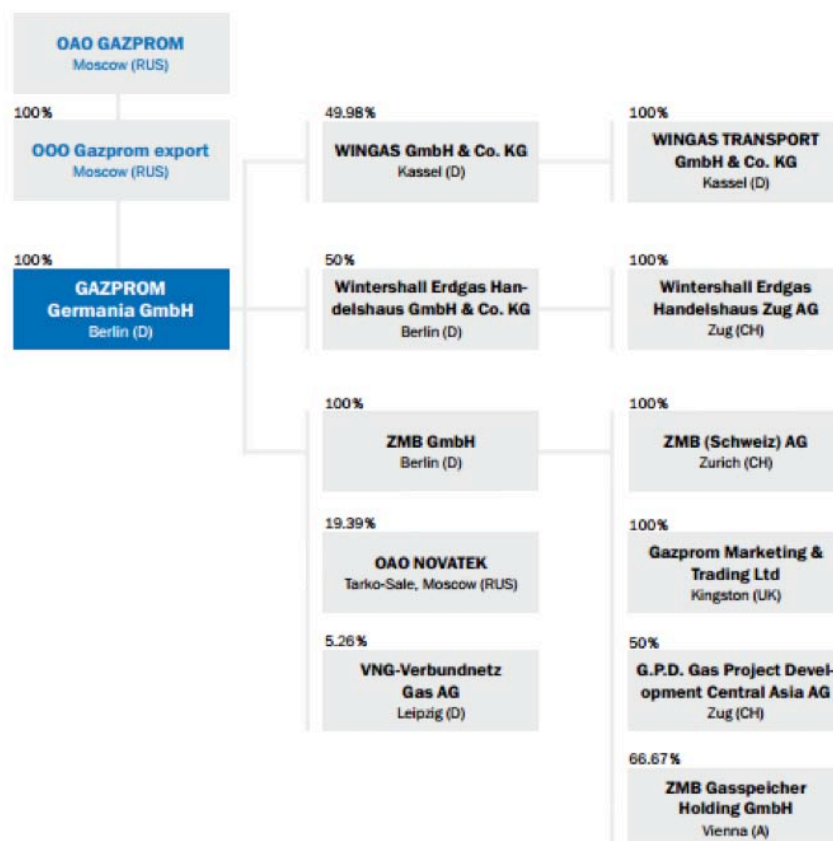 OAO GAZPROM
Moscow (RUS)
100%
OOO Gazprom export
Moscow (RUS)
100%
GAZPROM
Germania GmbH
Berlin (D)
49.98%
WINGAS GmbH & Co. KG
Kassel (D)
100%
WINGAS TRANSPORT
GmbH & Co. KG
Kassel (D)
50%
Wintershall Erdgas Han-
delshaus GmbH & Co. KG
Berlin (D)
100%
Wintershall Erdgas
Handelshaus Zug AG
Zug (CH)
100%
ZMB GmbH
Berlin (D)
100%
ZMB (Schweiz) AG
Zurich (CH)
19.39%
OAO NOVATEK
Tarko-Sale, Moscow (RUS)
100%
Gazprom Marketing &
Trading Ltd
Kingston (UK)
5.26%
VNG-Verbundnetz
Gas AG
Leipzig (D)
50%
G.P.D. Gas Project Devel-
opment Central Asia AG
Zug (CH)
66.67%
ZMB Gasspeicher
Holding GmbH
Vienna (A)